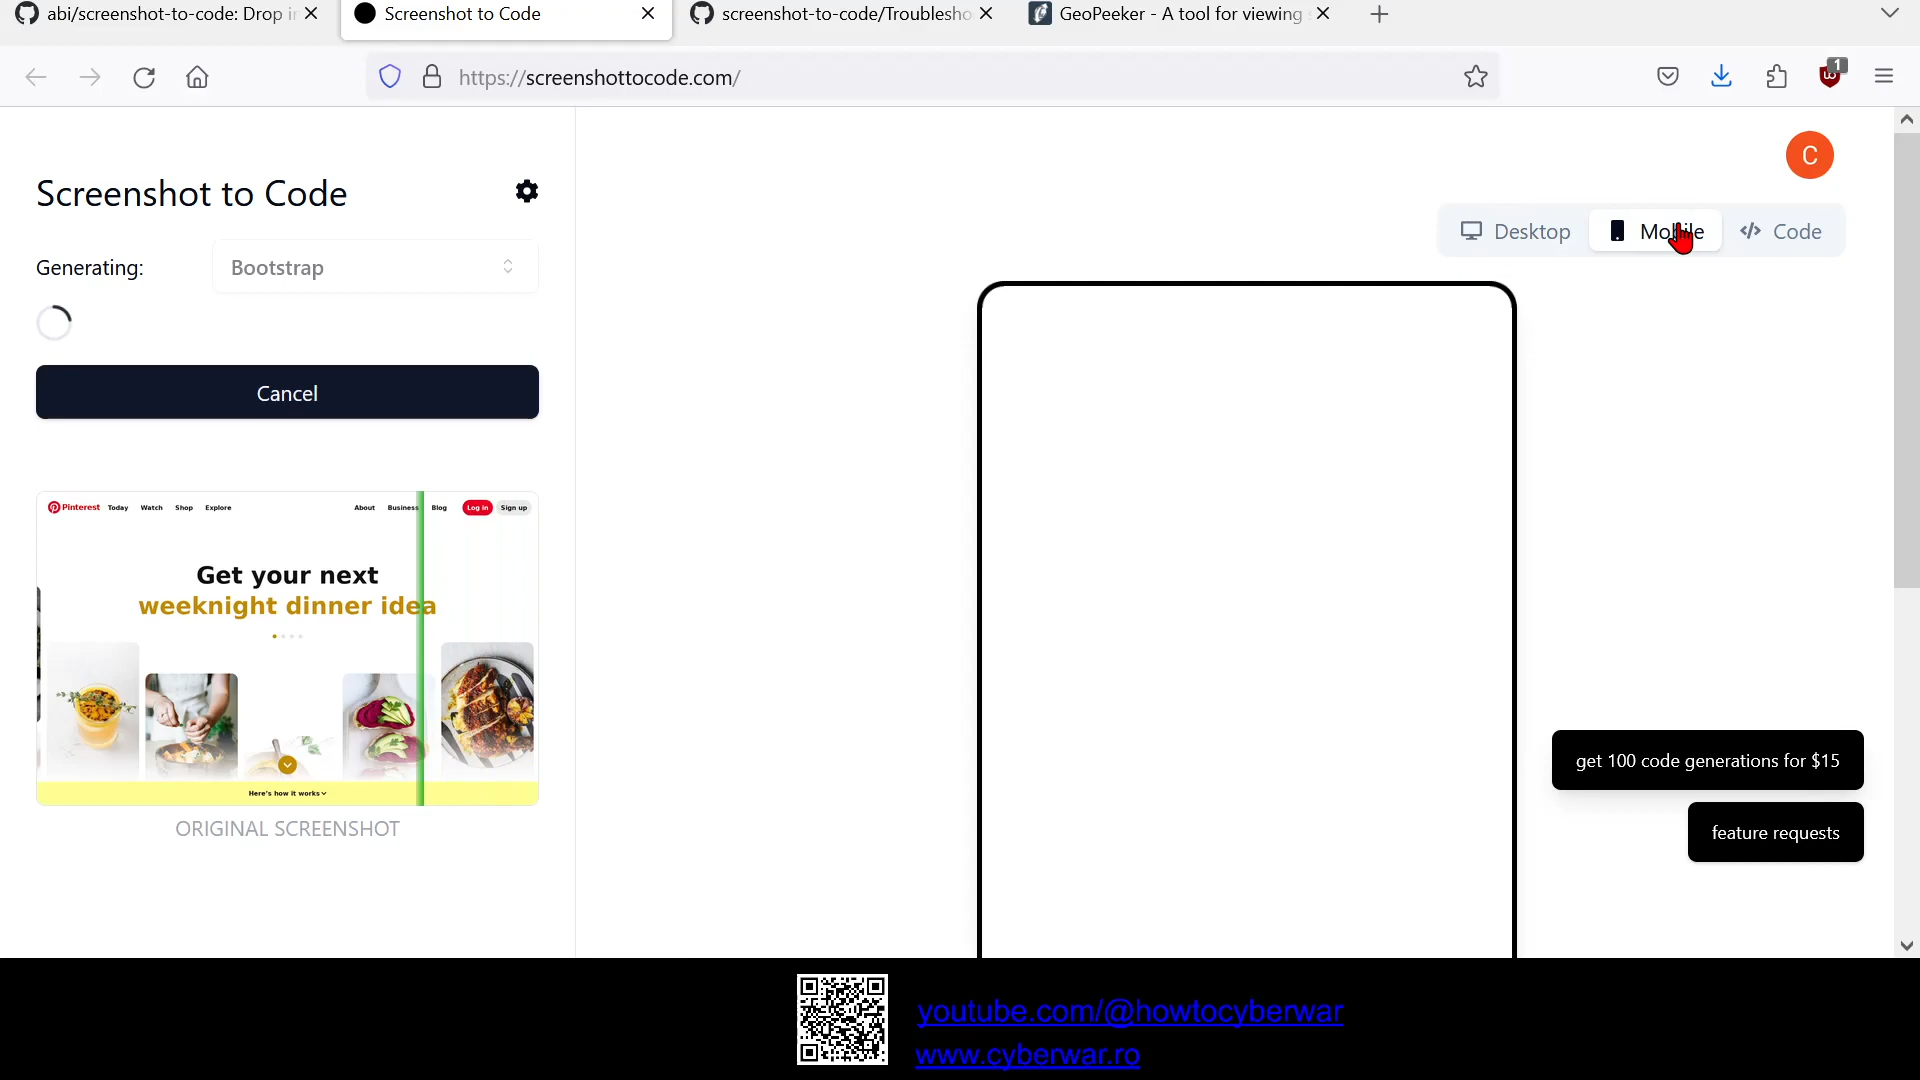 abi/screenshot-to-code: Drop in
Screenshot to Code
screenshot-to-code/Troublesho
GeoPeeker - A tool for viewing s
https://screenshottocode.com/
1
C
Screenshot to Code
Desktop
Mobile
Code
Generating:
Bootstrap
Cancel
Pinterest Today Watch Shop Explore About Business Blog Log in Sign up
Get your next
weeknight dinner idea
Here's how it works
ORIGINAL SCREENSHOT
get 100 code generations for $15
feature requests
youtube.com/@howtocyberwar
www.cyberwar.ro